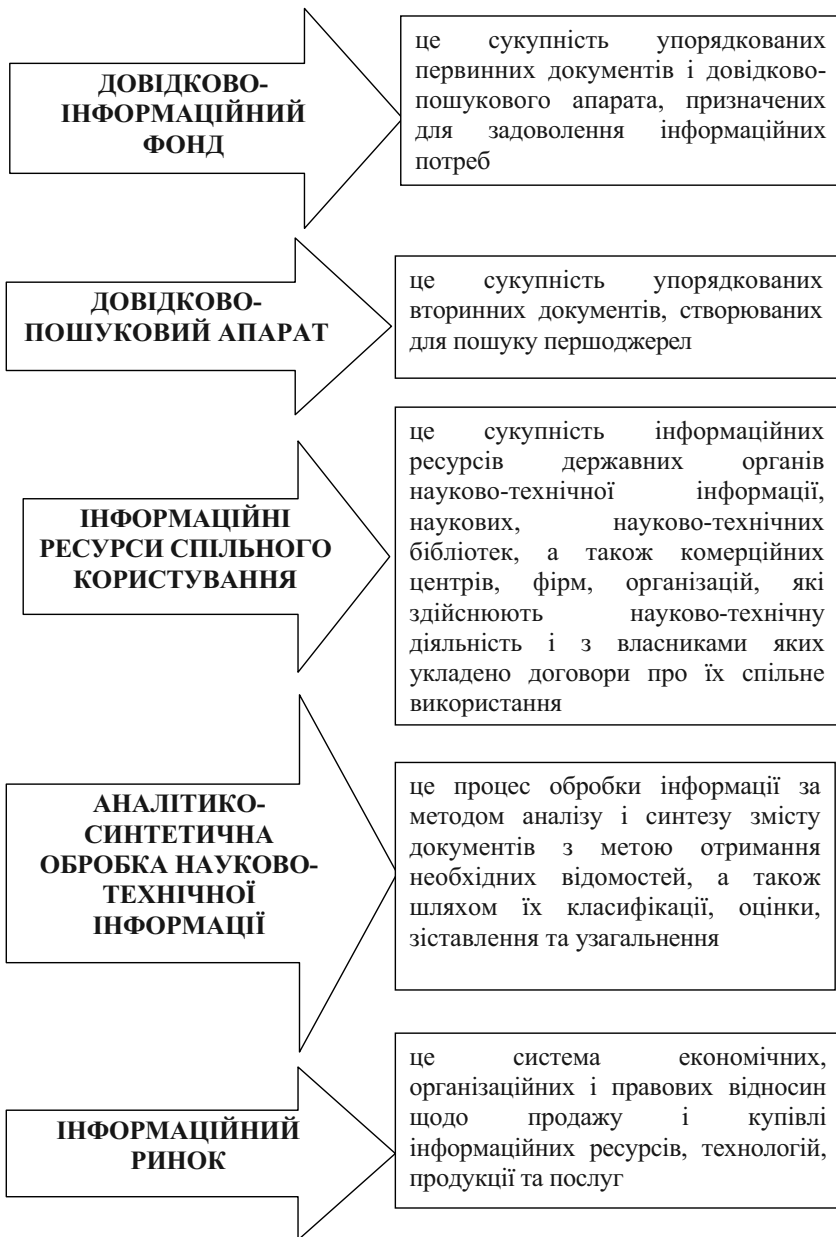 ДОВІДКОВО-
ІНФОРМАЦІЙНИЙ
ФОНД
це сукупність упорядкованих
первинних документів і довідково-
пошукового апарата, призначених
для задоволення інформаційних
потреб
ДОВІДКОВО-
ПОШУКОВИЙ АПАРАТ
це сукупність упорядкованих
вторинних документів, створюваних
для пошуку першоджерел
ІНФОРМАЦІЙНІ
РЕСУРСИ СПІЛЬНОГО
КОРИСТУВАННЯ
це сукупність інформаційних
ресурсів державних органів
науково-технічної інформації,
наукових, науково-технічних
бібліотек, а також комерційних
центрів, фірм, організацій, які
здійснюють науково-технічну
діяльність і з власниками яких
укладено договори про їх спільне
використання
АНАЛІТИКО-
СИНТЕТИЧНА
ОБРОБКА НАУКОВО-
ТЕХНІЧНОЇ
ІНФОРМАЦІЇ
це процес обробки інформації за
методом аналізу і синтезу змісту
документів з метою отримання
необхідних відомостей, а також
шляхом їх класифікації, оцінки,
зіставлення та узагальнення
ІНФОРМАЦІЙНИЙ
РИНОК
це система економічних,
організаційних і правових відносин
щодо продажу і купівлі
інформаційних ресурсів, технологій,
продукції та послуг